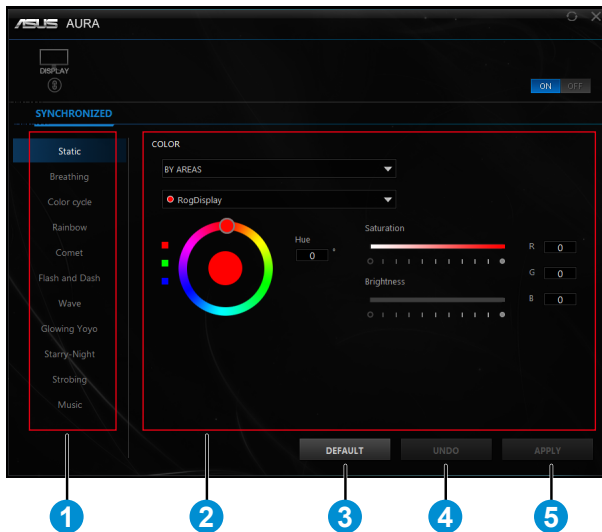 ASUS AURA
DISPLAY
ON OFF
SYNCHRONIZED
Static
Breathing
Color cycle
Rainbow
Comet
Flash and Dash
Wave
Glowing Yoyo
Starry-Night
Strobing
Music
COLOR
BY AREAS
RogDisplay
Hue
0 °
Saturation
Brightness
R 0
G 0
B 0
DEFAULT UNDO APPLY
1 2 3 4 5